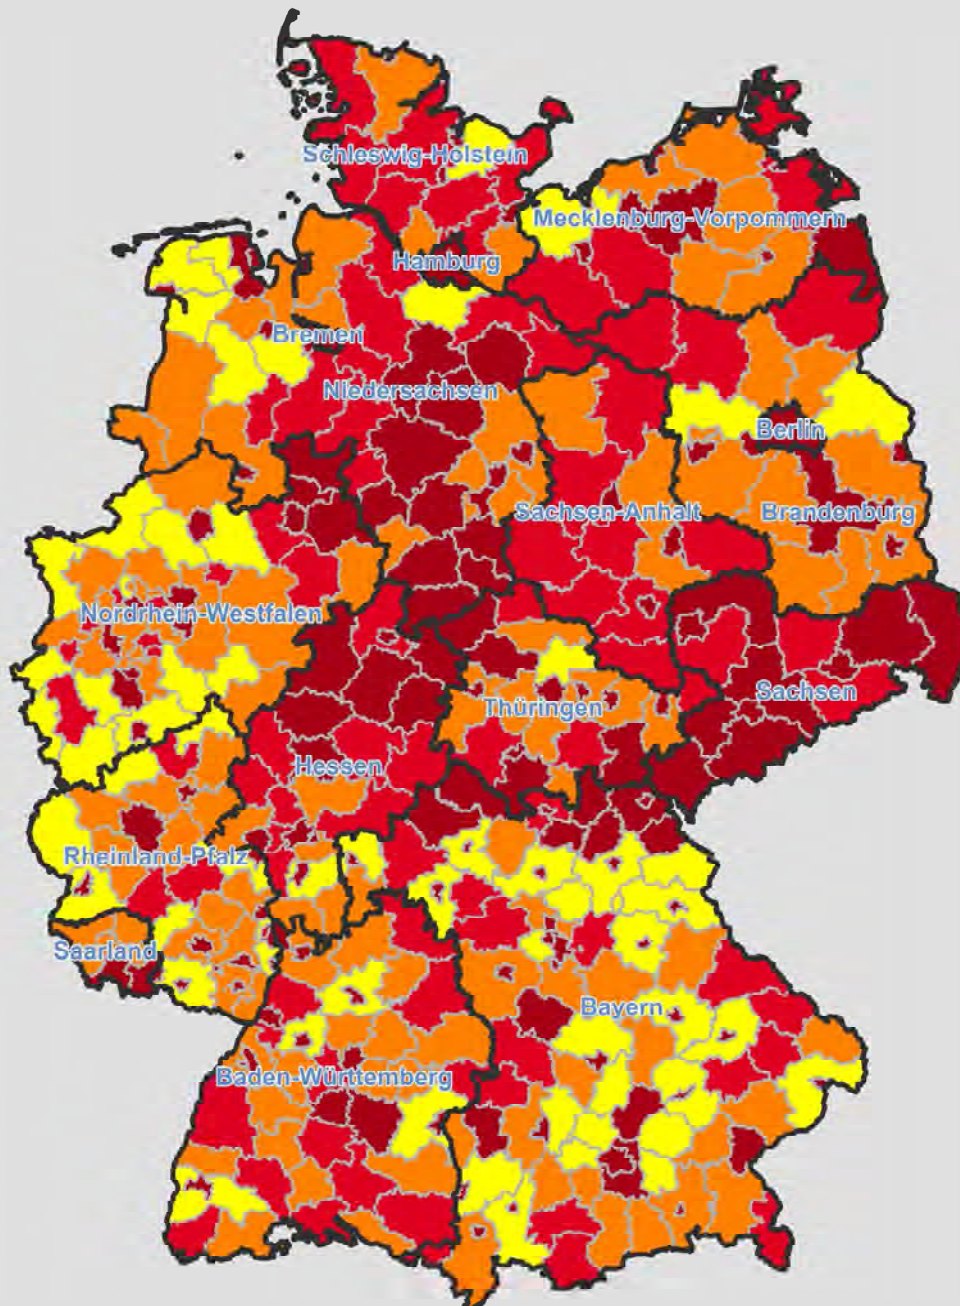 Schleswig-Holstein
Mecklenburg-Vorpommern
Hamburg
Bremen
Niedersachsen
Berlin
Sachsen-Anhalt
Brandenburg
Nordrhein-Westfalen
Sachsen
Thüringen
Hessen
Rheinland-Pfalz
Saarland
Bayern
Baden-Württemberg